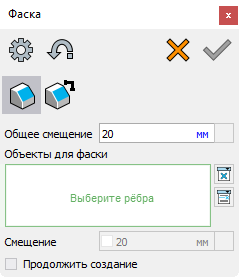 Фаска
Общее смещение 20 мм
Объекты для фаски
Выберите рёбра
Смещение 20 мм
Продолжить создание